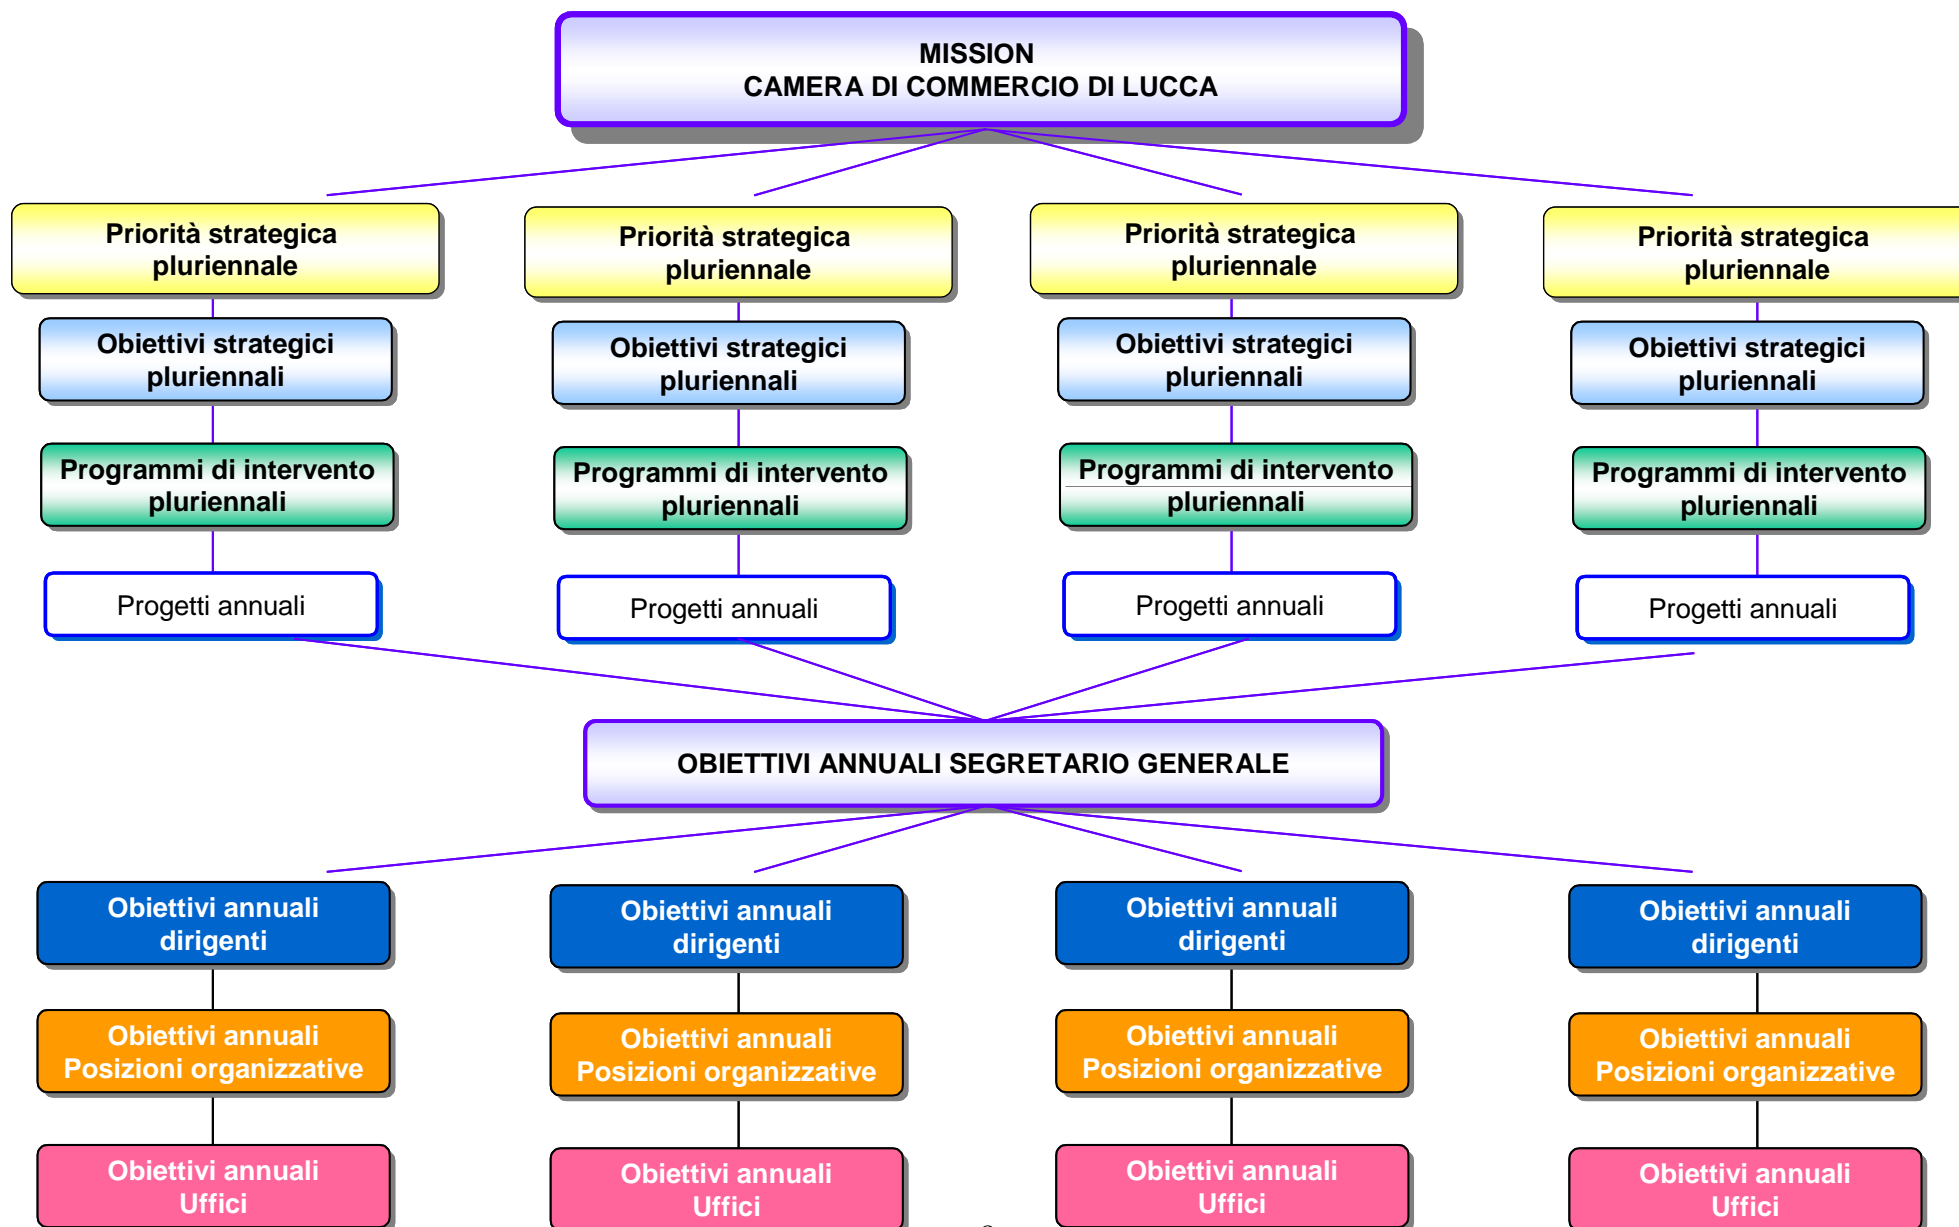 MISSION
CAMERA DI COMMERCIO DI LUCCA
Priorità strategica
pluriennale
Priorità strategica
pluriennale
Priorità strategica
pluriennale
Priorità strategica
pluriennale
Obiettivi strategici
pluriennali
Obiettivi strategici
pluriennali
Obiettivi strategici
pluriennali
Obiettivi strategici
pluriennali
Programmi di intervento
pluriennali
Programmi di intervento
pluriennali
Programmi di intervento
pluriennali
Programmi di intervento
pluriennali
Progetti annuali
Progetti annuali
Progetti annuali
Progetti annuali
OBIETTIVI ANNUALI SEGRETARIO GENERALE
Obiettivi annuali
dirigenti
Obiettivi annuali
dirigenti
Obiettivi annuali
dirigenti
Obiettivi annuali
dirigenti
Obiettivi annuali
Posizioni organizzative
Obiettivi annuali
Posizioni organizzative
Obiettivi annuali
Posizioni organizzative
Obiettivi annuali
Posizioni organizzative
Obiettivi annuali
Uffici
Obiettivi annuali
Uffici
Obiettivi annuali
Uffici
Obiettivi annuali
Uffici